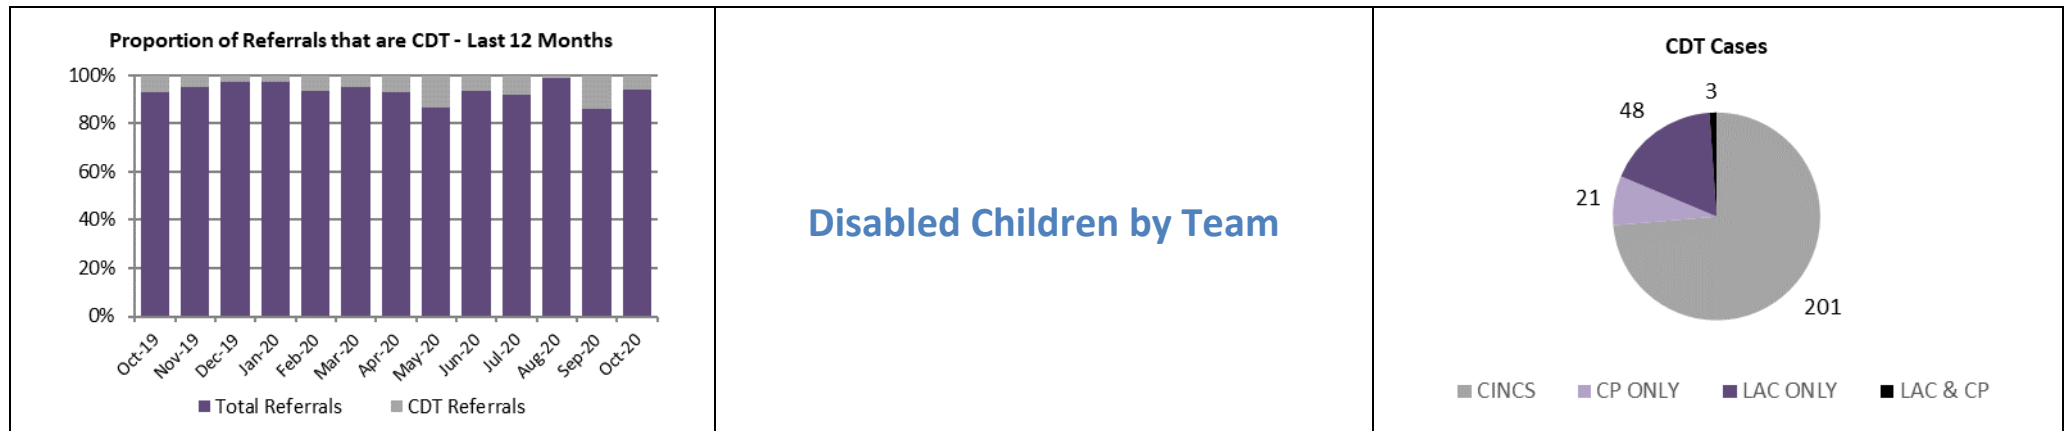 Proportion of Referrals that are CDT - Last 12 Months
100%
80%
60%
40%
20%
0%
Oct-19
Nov-19
Dec-19
Jan-20
Feb-20
Mar-20
Apr-20
May-20
Jun-20
Jul-20
Aug-20
Sep-20
Oct-20
Total Referrals CDT Referrals
Disabled Children by Team
CDT Cases
3
48
21
201
CINCS CP ONLY LAC ONLY LAC & CP